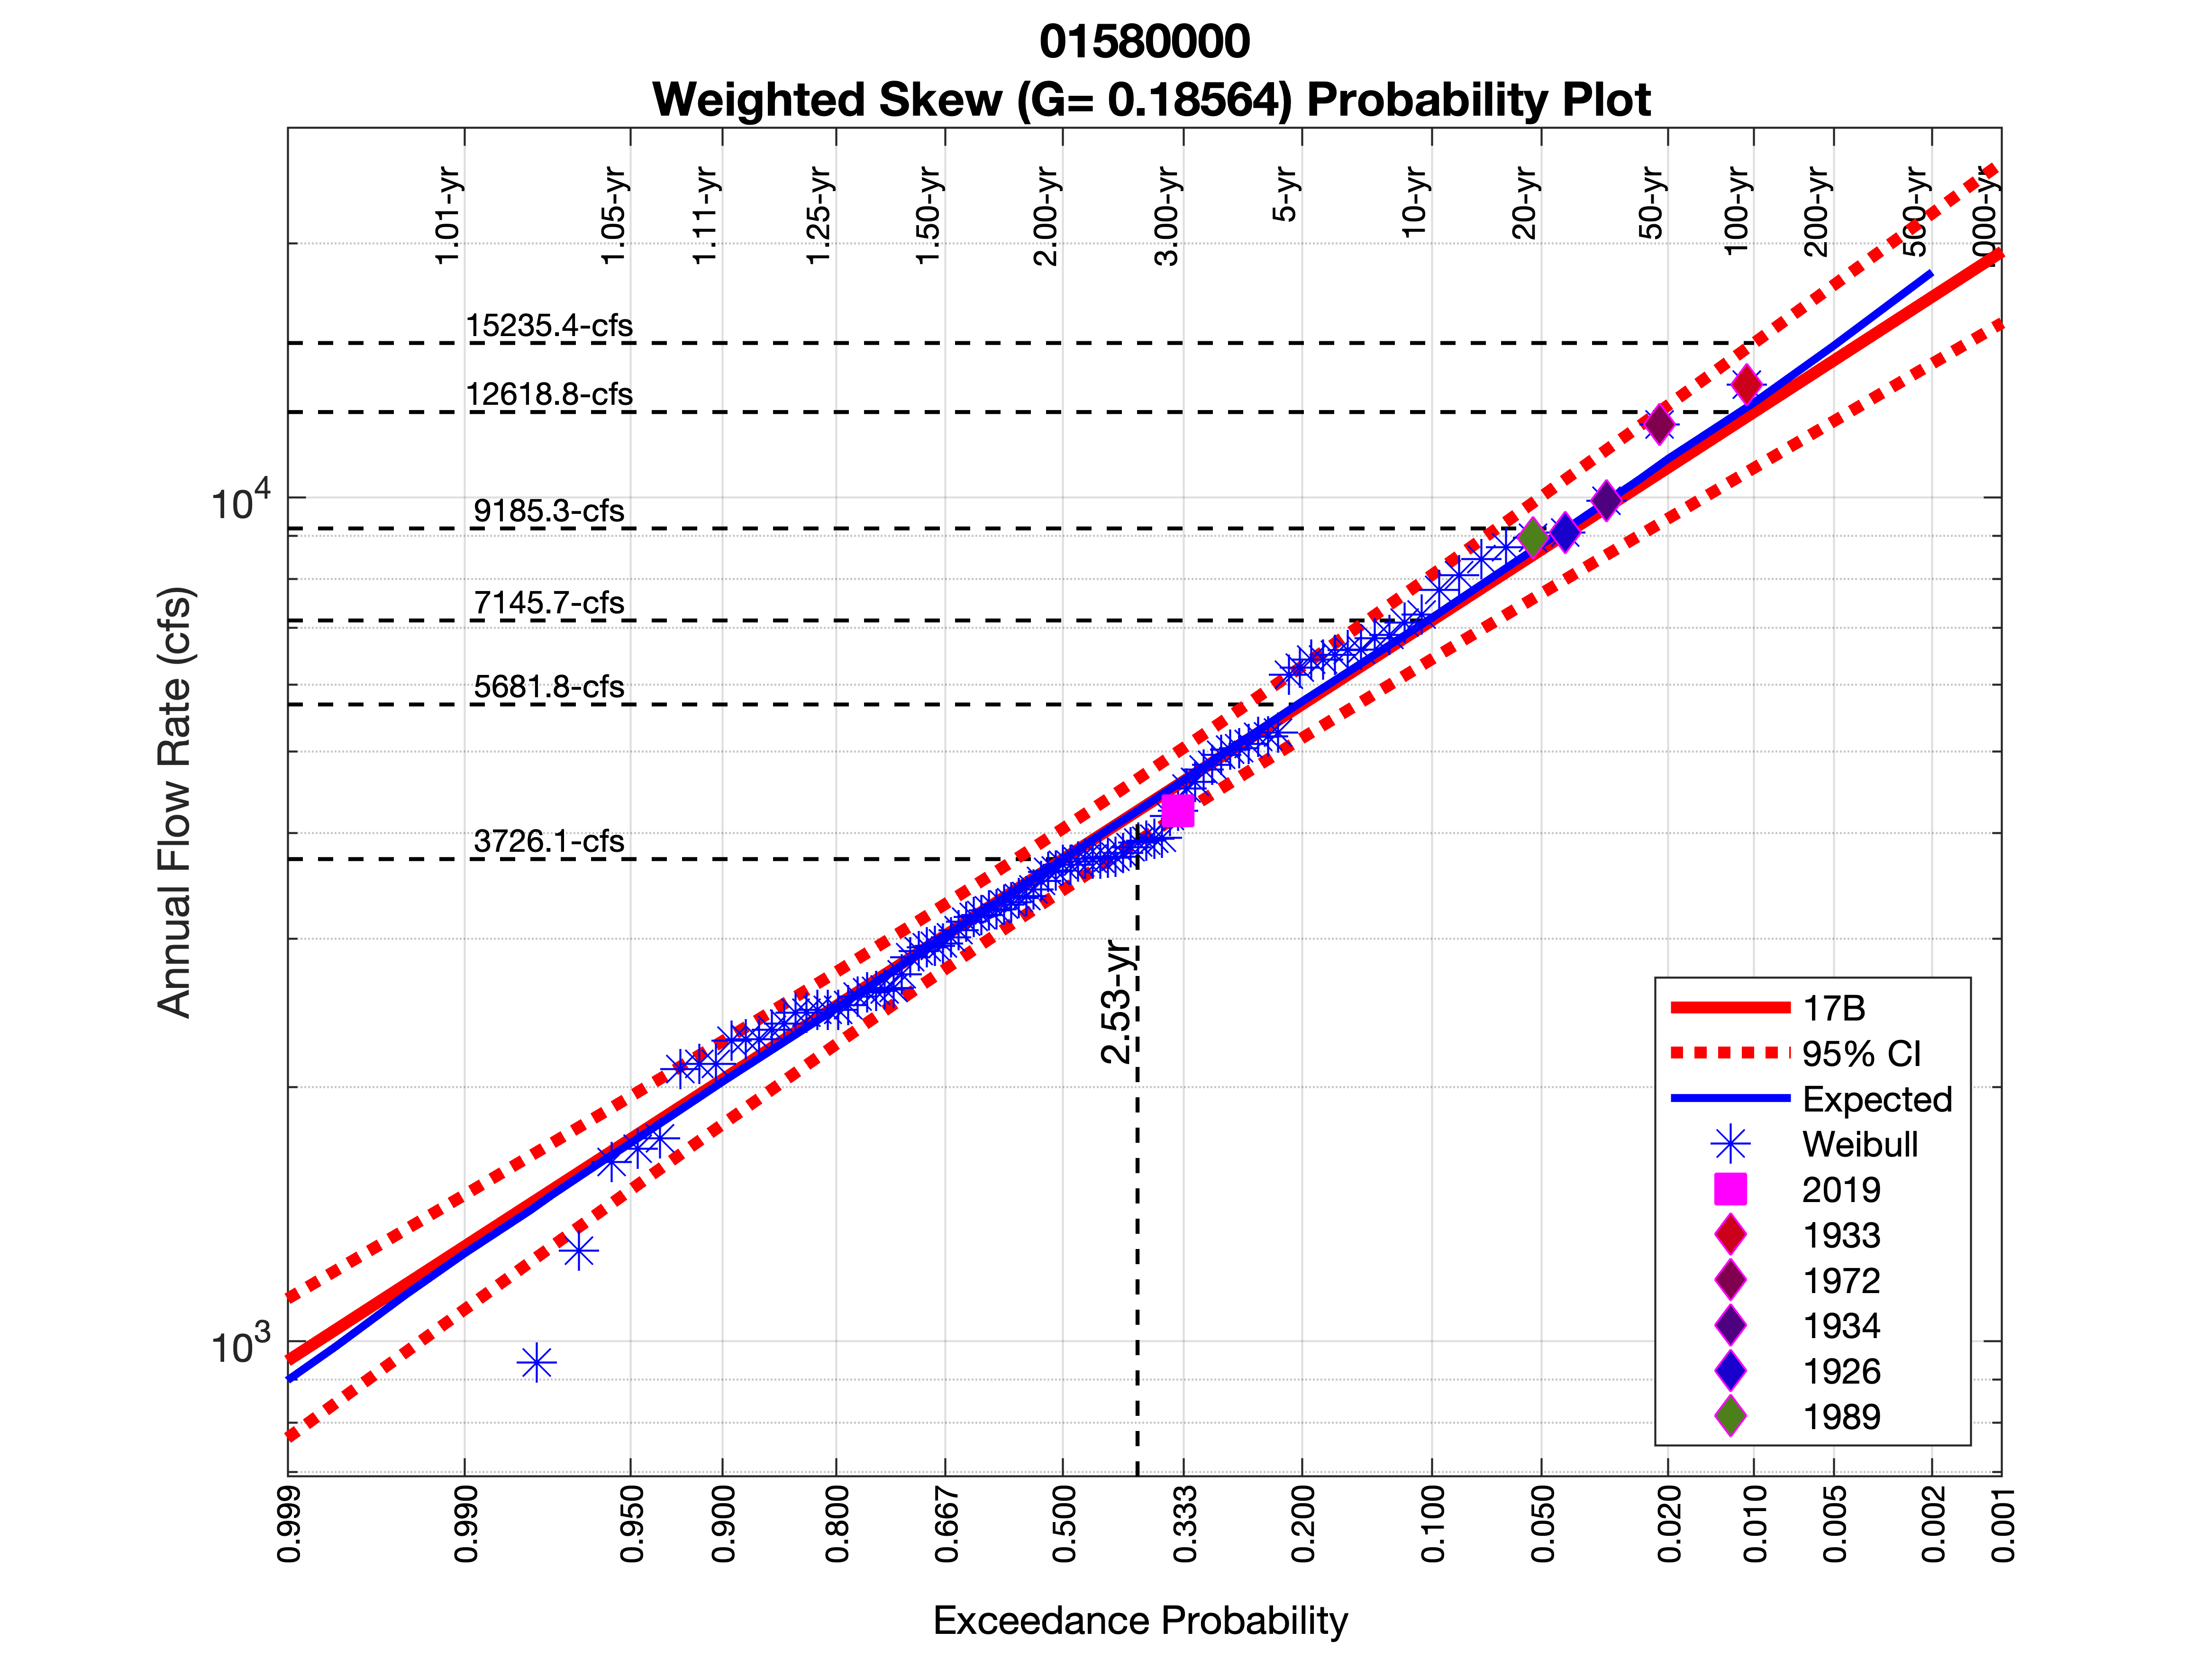 01580000
Weighted Skew (G= 0.18564) Probability Plot
1.01-yr
1.05-yr
1.11-yr
1.25-yr
1.50-yr
2.00-yr
3.00-yr
5-yr
10-yr
20-yr
50-yr
100-yr
200-yr
500-yr
000-yr
15235.4-cfs
12618.8-cfs
9185.3-cfs
7145.7-cfs
5681.8-cfs
3726.1-cfs
2.53-yr
10⁴
10³
Annual Flow Rate (cfs)
17B
95% CI
Expected
Weibull
2019
1933
1972
1934
1926
1989
0.999
0.990
0.950
0.900
0.800
0.667
0.500
0.333
0.200
0.100
0.050
0.020
0.010
0.005
0.002
0.001
Exceedance Probability